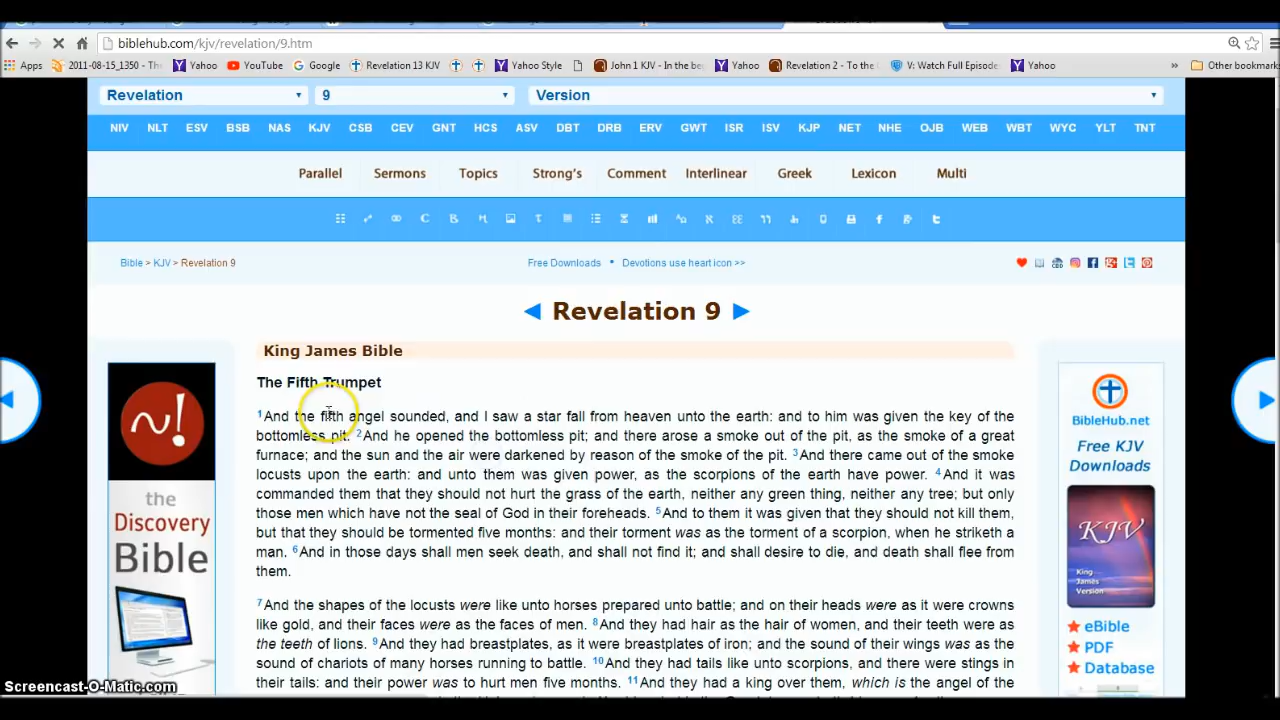 biblehub.com/kjv/revelation/9.htm
Apps 2011-08-15_1350 - Th Yahoo YouTube Google Revelation 13 KJV Yahoo Style John 1 KJV - In the be Yahoo Revelation 2 - To the V: Watch Full Episode Yahoo » Other bookmark
Revelation 9 Version
NIV NLT ESV BSB NAS KJV CSB CEV GNT HCS ASV DBT DRB ERV GWT ISR ISV KJP NET NHE OJB WEB WBT WYC YLT TNT
Parallel Sermons Topics Strong's Comment Interlinear Greek Lexicon Multi
Bible > KJV > Revelation 9 Free Downloads • Devotions use heart icon >>
◄ Revelation 9 ►
King James Bible
The Fifth Trumpet
1And the fifth angel sounded, and I saw a star fall from heaven unto the earth: and to him was given the key of the
bottomless pit. 2And he opened the bottomless pit; and there arose a smoke out of the pit, as the smoke of a great
furnace; and the sun and the air were darkened by reason of the smoke of the pit. 3And there came out of the smoke
locusts upon the earth: and unto them was given power, as the scorpions of the earth have power. 4And it was
commanded them that they should not hurt the grass of the earth, neither any green thing, neither any tree; but only
those men which have not the seal of God in their foreheads. 5And to them it was given that they should not kill them,
but that they should be tormented five months: and their torment was as the torment of a scorpion, when he striketh a
man. 6And in those days shall men seek death, and shall not find it; and shall desire to die, and death shall flee from
them.
7And the shapes of the locusts were like unto horses prepared unto battle; and on their heads were as it were crowns
like gold, and their faces were as the faces of men. 8And they had hair as the hair of women, and their teeth were as
the teeth of lions. 9And they had breastplates, as it were breastplates of iron; and the sound of their wings was as the
sound of chariots of many horses running to battle. 10And they had tails like unto scorpions, and there were stings in
their tails: and their power was to hurt men five months. 11And they had a king over them, which is the angel of the
the
Discovery
Bible
BibleHub.net
Free KJV
Downloads
KJV
King
James
Version
eBible
PDF
Database
Screencast-O-Matic.com